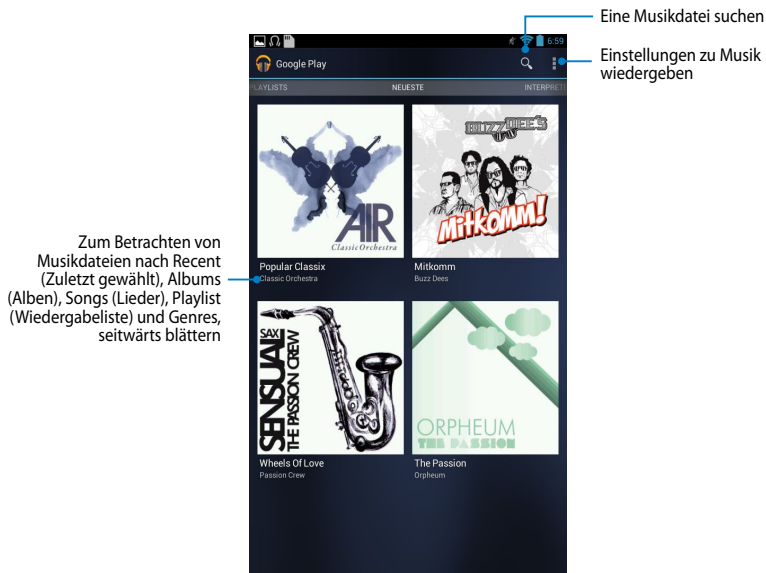 Eine Musikdatei suchen
Einstellungen zu Musik
wiedergeben
6:59
Google Play
PLAYLISTS
NEUESTE
INTERPRETE
Zum Betrachten von
Musikdateien nach Recent
(Zuletzt gewählt), Albums
(Alben), Songs (Lieder), Playlist
(Wiedergabeliste) und Genres,
seitwärts blättern
AIR
Classic Orchestra
Popular Classix
Classic Orchestra
BUZZ DEE'S
Mitkomm!
Mitkomm
Buzz Dees
SENSUAL
SAX
THE PASSION CREW
Wheels Of Love
Passion Crew
ORPHEUM
THE PASSION
The Passion
Orpheum